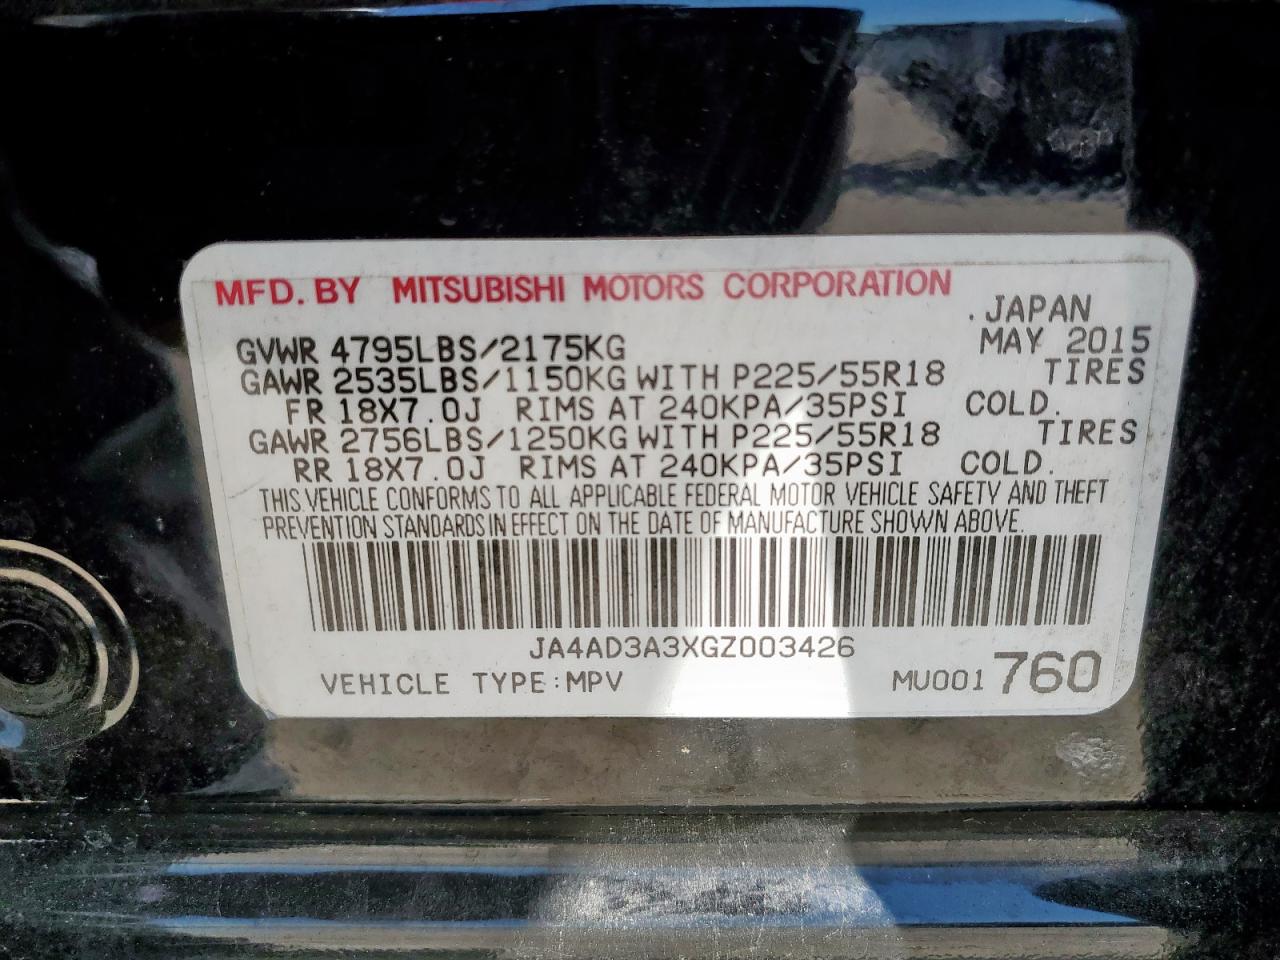 MFD. BY MITSUBISHI MOTORS CORPORATION
.JAPAN
GVWR 4795LBS/2175KG MAY 2015
GAWR 2535LBS/1150KG WITH P225/55R18 TIRES
FR 18X7.0J RIMS AT 240KPA/35PSI COLD.
GAWR 2756LBS/1250KG WITH P225/55R18 TIRES
RR 18X7.0J RIMS AT 240KPA/35PSI COLD.
THIS VEHICLE CONFORMS TO ALL APPLICABLE FEDERAL MOTOR VEHICLE SAFETY AND THEFT
PREVENTION STANDARDS IN EFFECT ON THE DATE OF MANUFACTURE SHOWN ABOVE.
JA4AD3A3XGZ003426
VEHICLE TYPE:MPV MU001760